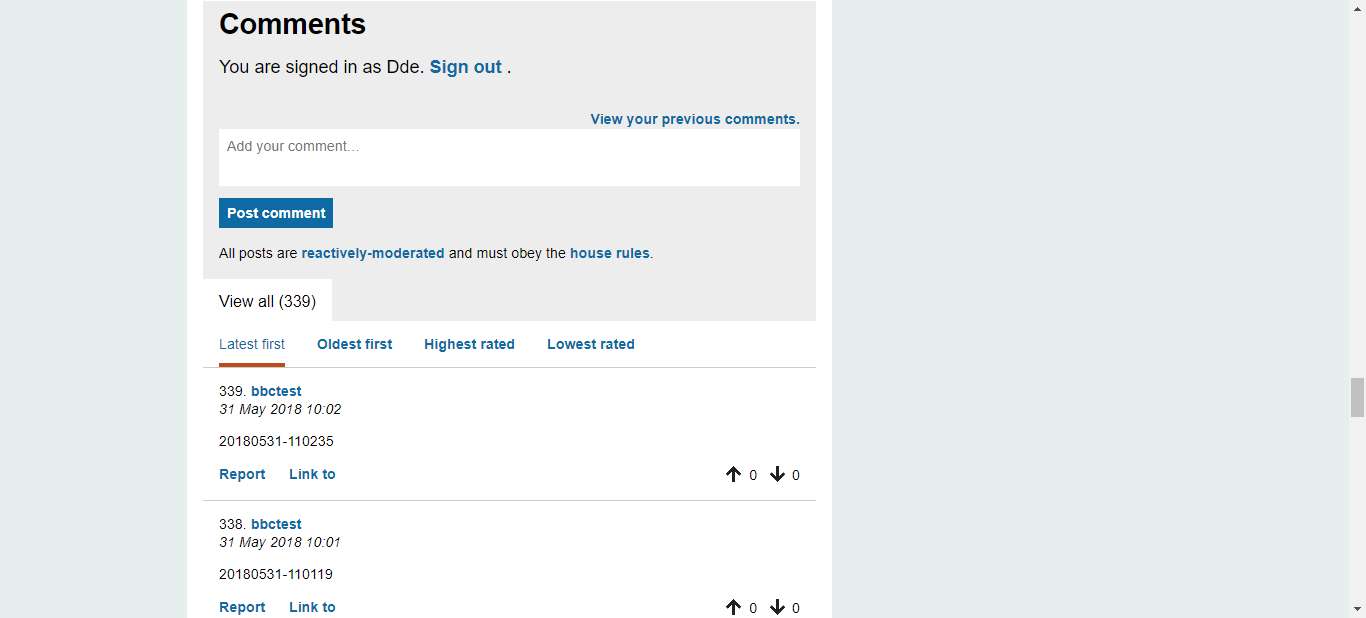 Comments
You are signed in as Dde. Sign out .
View your previous comments.
Add your comment...
Post comment
All posts are reactively-moderated and must obey the house rules.
View all (339)
Latest first Oldest first Highest rated Lowest rated
339. bbctest
31 May 2018 10:02
20180531-110235
Report Link to 0 0
338. bbctest
31 May 2018 10:01
20180531-110119
Report Link to 0 0